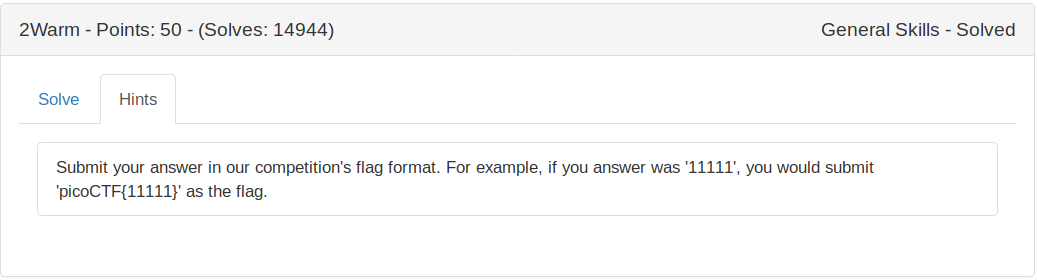 2Warm - Points: 50 - (Solves: 14944)
General Skills - Solved
Solve
Hints
Submit your answer in our competition's flag format. For example, if you answer was '11111', you would submit
'picoCTF{11111}' as the flag.